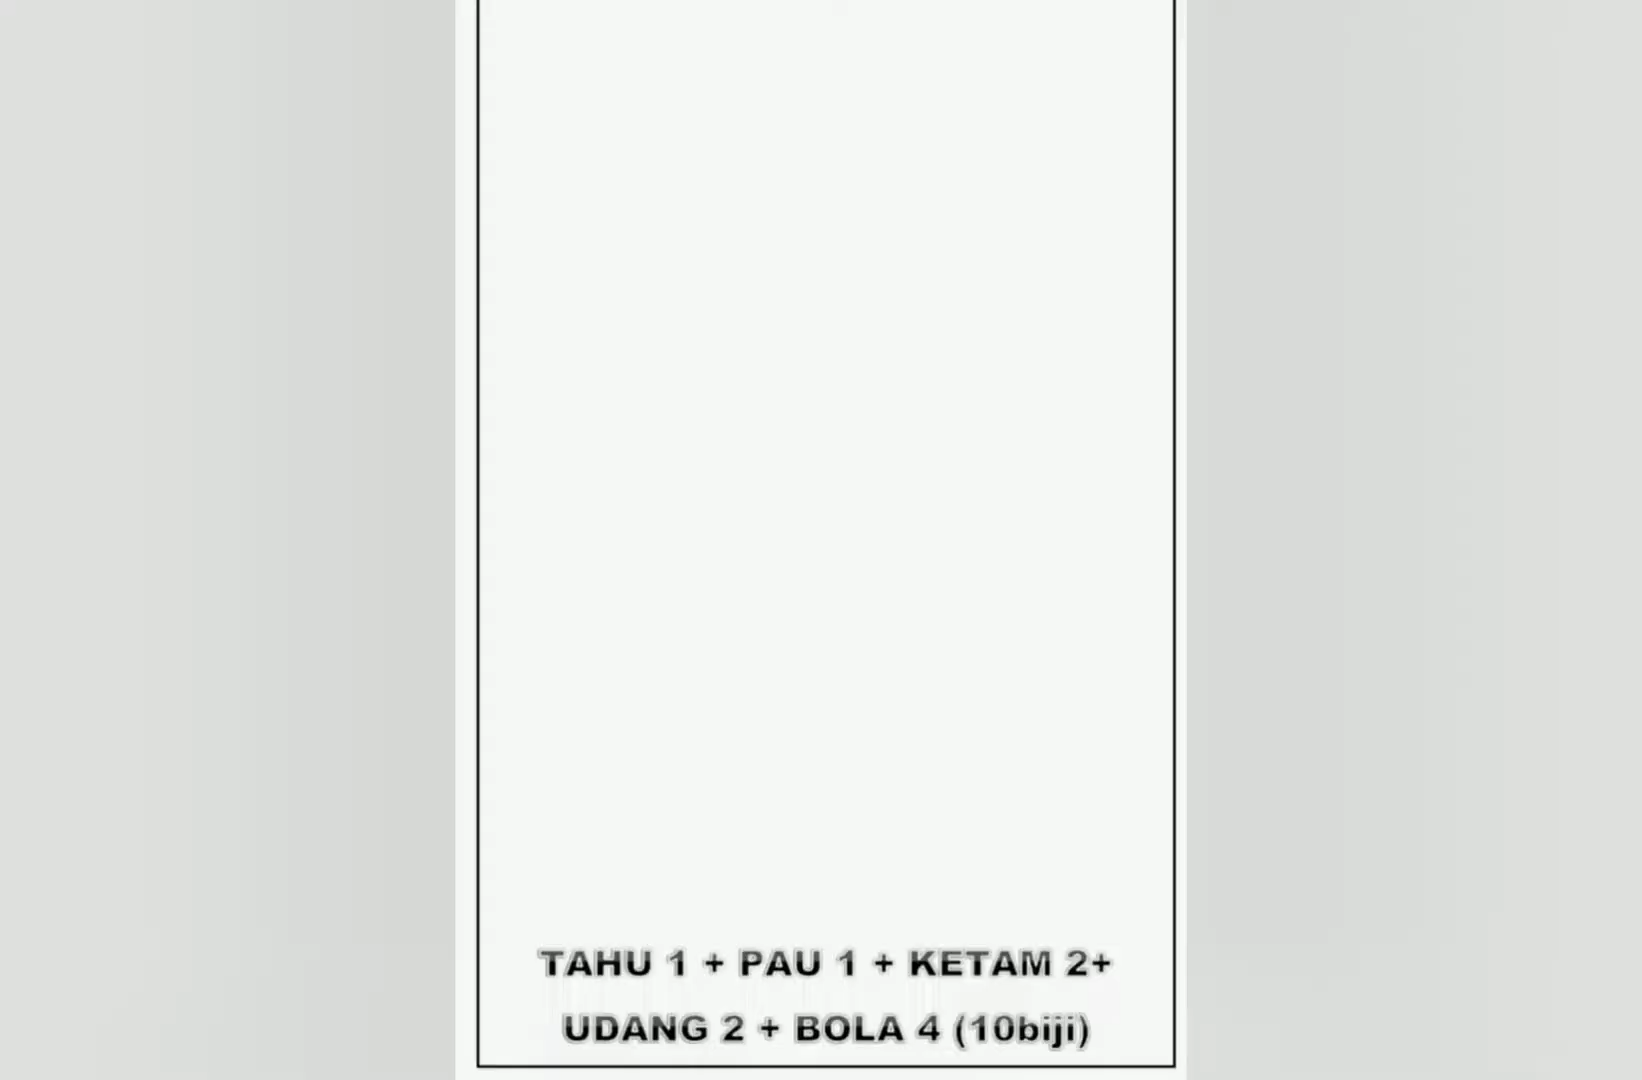 TAHU 1 + PAU 1 + KETAM 2+
UDANG 2 + BOLA 4 (10biji)